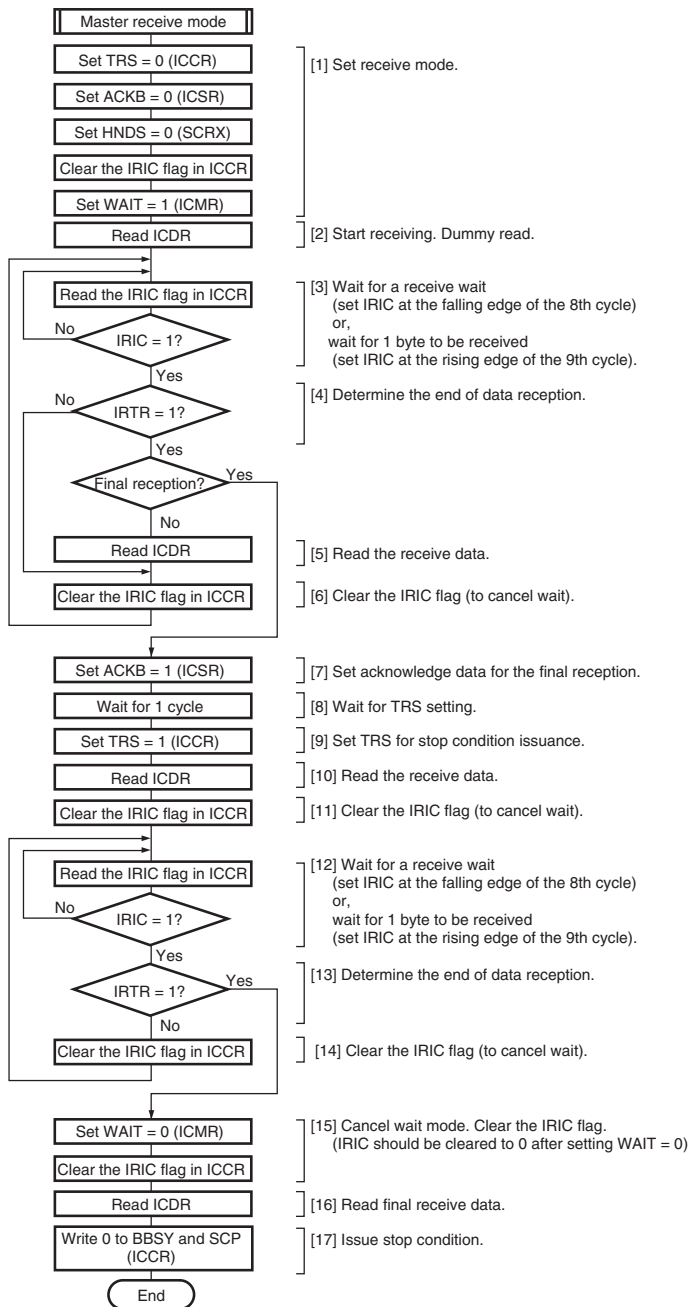 Master receive mode
Set TRS = 0 (ICCR)
[1] Set receive mode.
Set ACKB = 0 (ICSR)
Set HNDS = 0 (SCRX)
Clear the IRIC flag in ICCR
Set WAIT = 1 (ICMR)
Read ICDR
[2] Start receiving. Dummy read.
Read the IRIC flag in ICCR
[3] Wait for a receive wait
(set IRIC at the falling edge of the 8th cycle)
or,
wait for 1 byte to be received
(set IRIC at the rising edge of the 9th cycle).
No
IRIC = 1?
Yes
No
IRTR = 1?
[4] Determine the end of data reception.
Yes
Final reception?
Yes
No
Read ICDR
[5] Read the receive data.
Clear the IRIC flag in ICCR
[6] Clear the IRIC flag (to cancel wait).
Set ACKB = 1 (ICSR)
[7] Set acknowledge data for the final reception.
Wait for 1 cycle
[8] Wait for TRS setting.
Set TRS = 1 (ICCR)
[9] Set TRS for stop condition issuance.
Read ICDR
[10] Read the receive data.
Clear the IRIC flag in ICCR
[11] Clear the IRIC flag (to cancel wait).
Read the IRIC flag in ICCR
[12] Wait for a receive wait
(set IRIC at the falling edge of the 8th cycle)
or,
wait for 1 byte to be received
(set IRIC at the rising edge of the 9th cycle).
No
IRIC = 1?
Yes
IRTR = 1?
Yes
[13] Determine the end of data reception.
No
Clear the IRIC flag in ICCR
[14] Clear the IRIC flag (to cancel wait).
Set WAIT = 0 (ICMR)
[15] Cancel wait mode. Clear the IRIC flag.
(IRIC should be cleared to 0 after setting WAIT = 0)
Clear the IRIC flag in ICCR
Read ICDR
[16] Read final receive data.
Write 0 to BBSY and SCP
(ICCR)
[17] Issue stop condition.
End